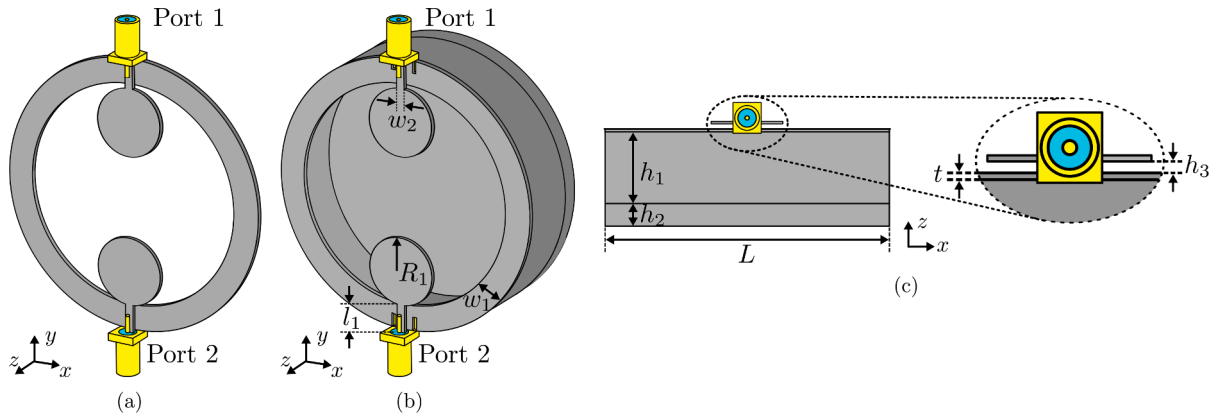 Port 1
Port 2
z
y
x
(a)
Port 1
w₂
R₁
w₁
l₁
Port 2
z
y
x
(b)
h₁
h₂
L
z
x
t
h₃
(c)